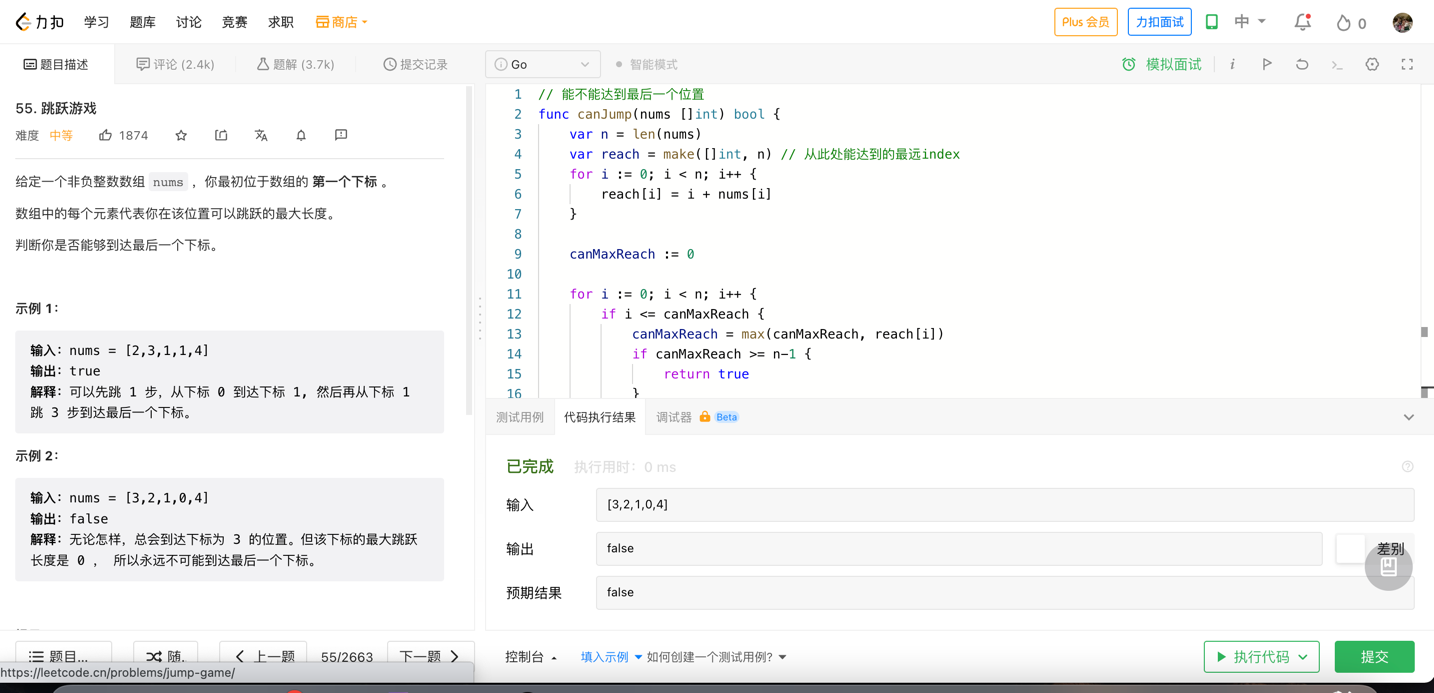 力扣 学习 题库 讨论 竞赛 求职 商店 Plus 会员 力扣面试 中 0
题目描述 评论 (2.4k) 题解 (3.7k) 提交记录
55. 跳跃游戏
难度 中等 1874
给定一个非负整数数组 nums ，你最初位于数组的 第一个下标 。
数组中的每个元素代表你在该位置可以跳跃的最大长度。
判断你是否能够到达最后一个下标。
示例 1：
输入：nums = [2,3,1,1,4]
输出：true
解释：可以先跳 1 步，从下标 0 到达下标 1, 然后再从下标 1
跳 3 步到达最后一个下标。
示例 2：
输入：nums = [3,2,1,0,4]
输出：false
解释：无论怎样，总会到达下标为 3 的位置。但该下标的最大跳跃
长度是 0 ， 所以永远不可能到达最后一个下标。
题目... 随. 上一题 55/2663 下一题
https://leetcode.cn/problems/jump-game/
Go 智能模式 模拟面试
1 // 能不能达到最后一个位置
2 func canJump(nums []int) bool {
3 var n = len(nums)
4 var reach = make([]int, n) // 从此处能达到的最远index
5 for i := 0; i < n; i++ {
6 reach[i] = i + nums[i]
7 }
8
9 canMaxReach := 0
10
11 for i := 0; i < n; i++ {
12 if i <= canMaxReach {
13 canMaxReach = max(canMaxReach, reach[i])
14 if canMaxReach >= n-1 {
15 return true
16 }
测试用例 代码执行结果 调试器 Beta
已完成 执行用时：0 ms
输入 [3,2,1,0,4]
输出 false 差别
预期结果 false
控制台 填入示例 如何创建一个测试用例? 执行代码 提交